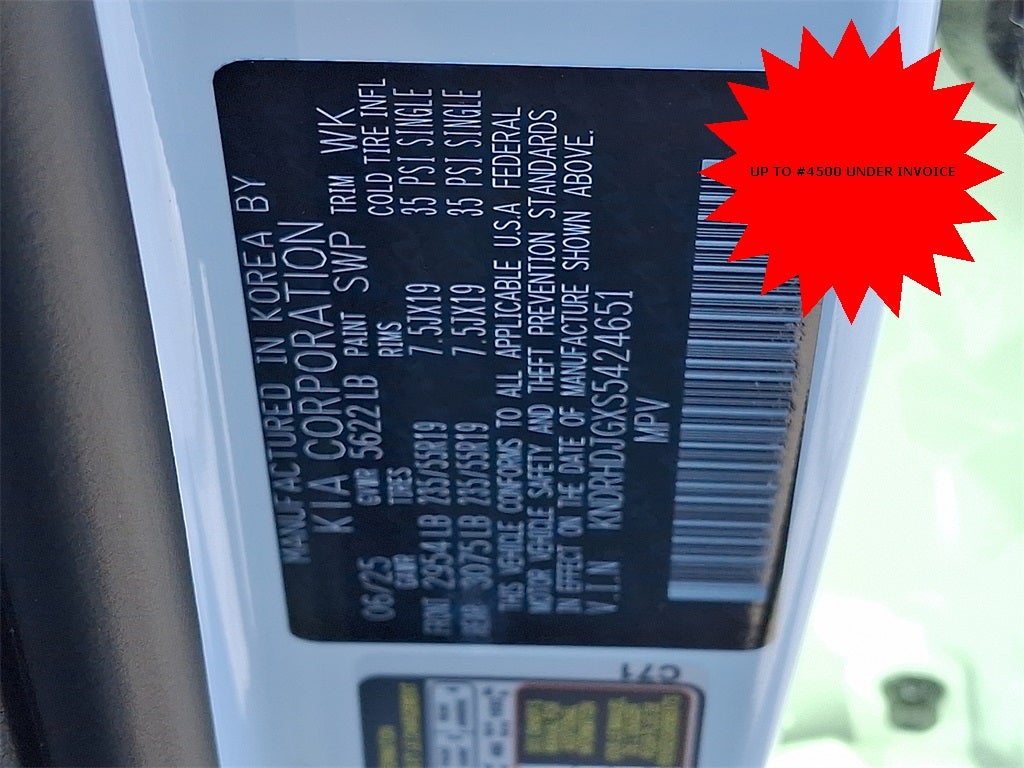 MANUFACTURED IN KOREA BY
KIA CORPORATION
06/25 GVWR 5622 LB PAINT SWP TRIM WK
GAWR TIRES RIMS COLD TIRE INFL
FRNT 2954 LB 235/55R19 7.5JX19 35 PSI SINGLE
REAR 3075 LB 235/55R19 7.5JX19 35 PSI SINGLE
THIS VEHICLE CONFORMS TO ALL APPLICABLE U.S.A FEDERAL
MOTOR VEHICLE SAFETY AND THEFT PREVENTION STANDARDS
IN EFFECT ON THE DATE OF MANUFACTURE SHOWN ABOVE.
V.I.N KNDRHDJGXS5424651
MPV
UP TO #4500 UNDER INVOICE
C71